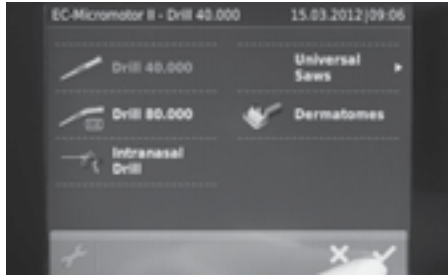 EC-Micromotor II - Drill 40.000 15.03.2012|09:06
Drill 40.000
Universal
Saws
Drill 80.000
Dermatomes
Intranasal
Drill